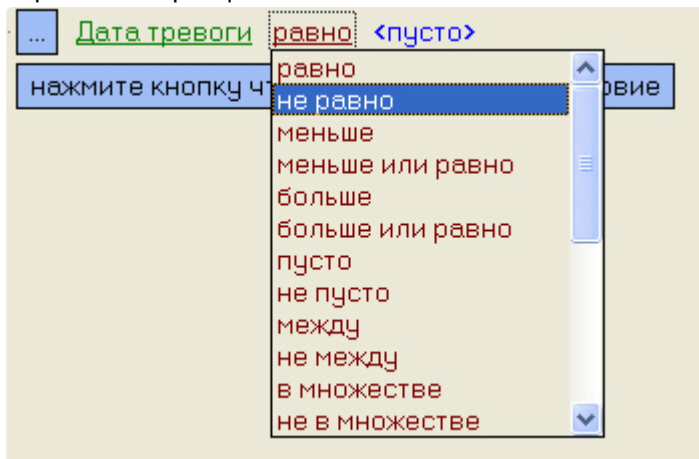 ... Дата тревоги равно <пусто>
нажмите кнопку ч овие
равно
не равно
меньше
меньше или равно
больше
больше или равно
пусто
не пусто
между
не между
в множестве
не в множестве